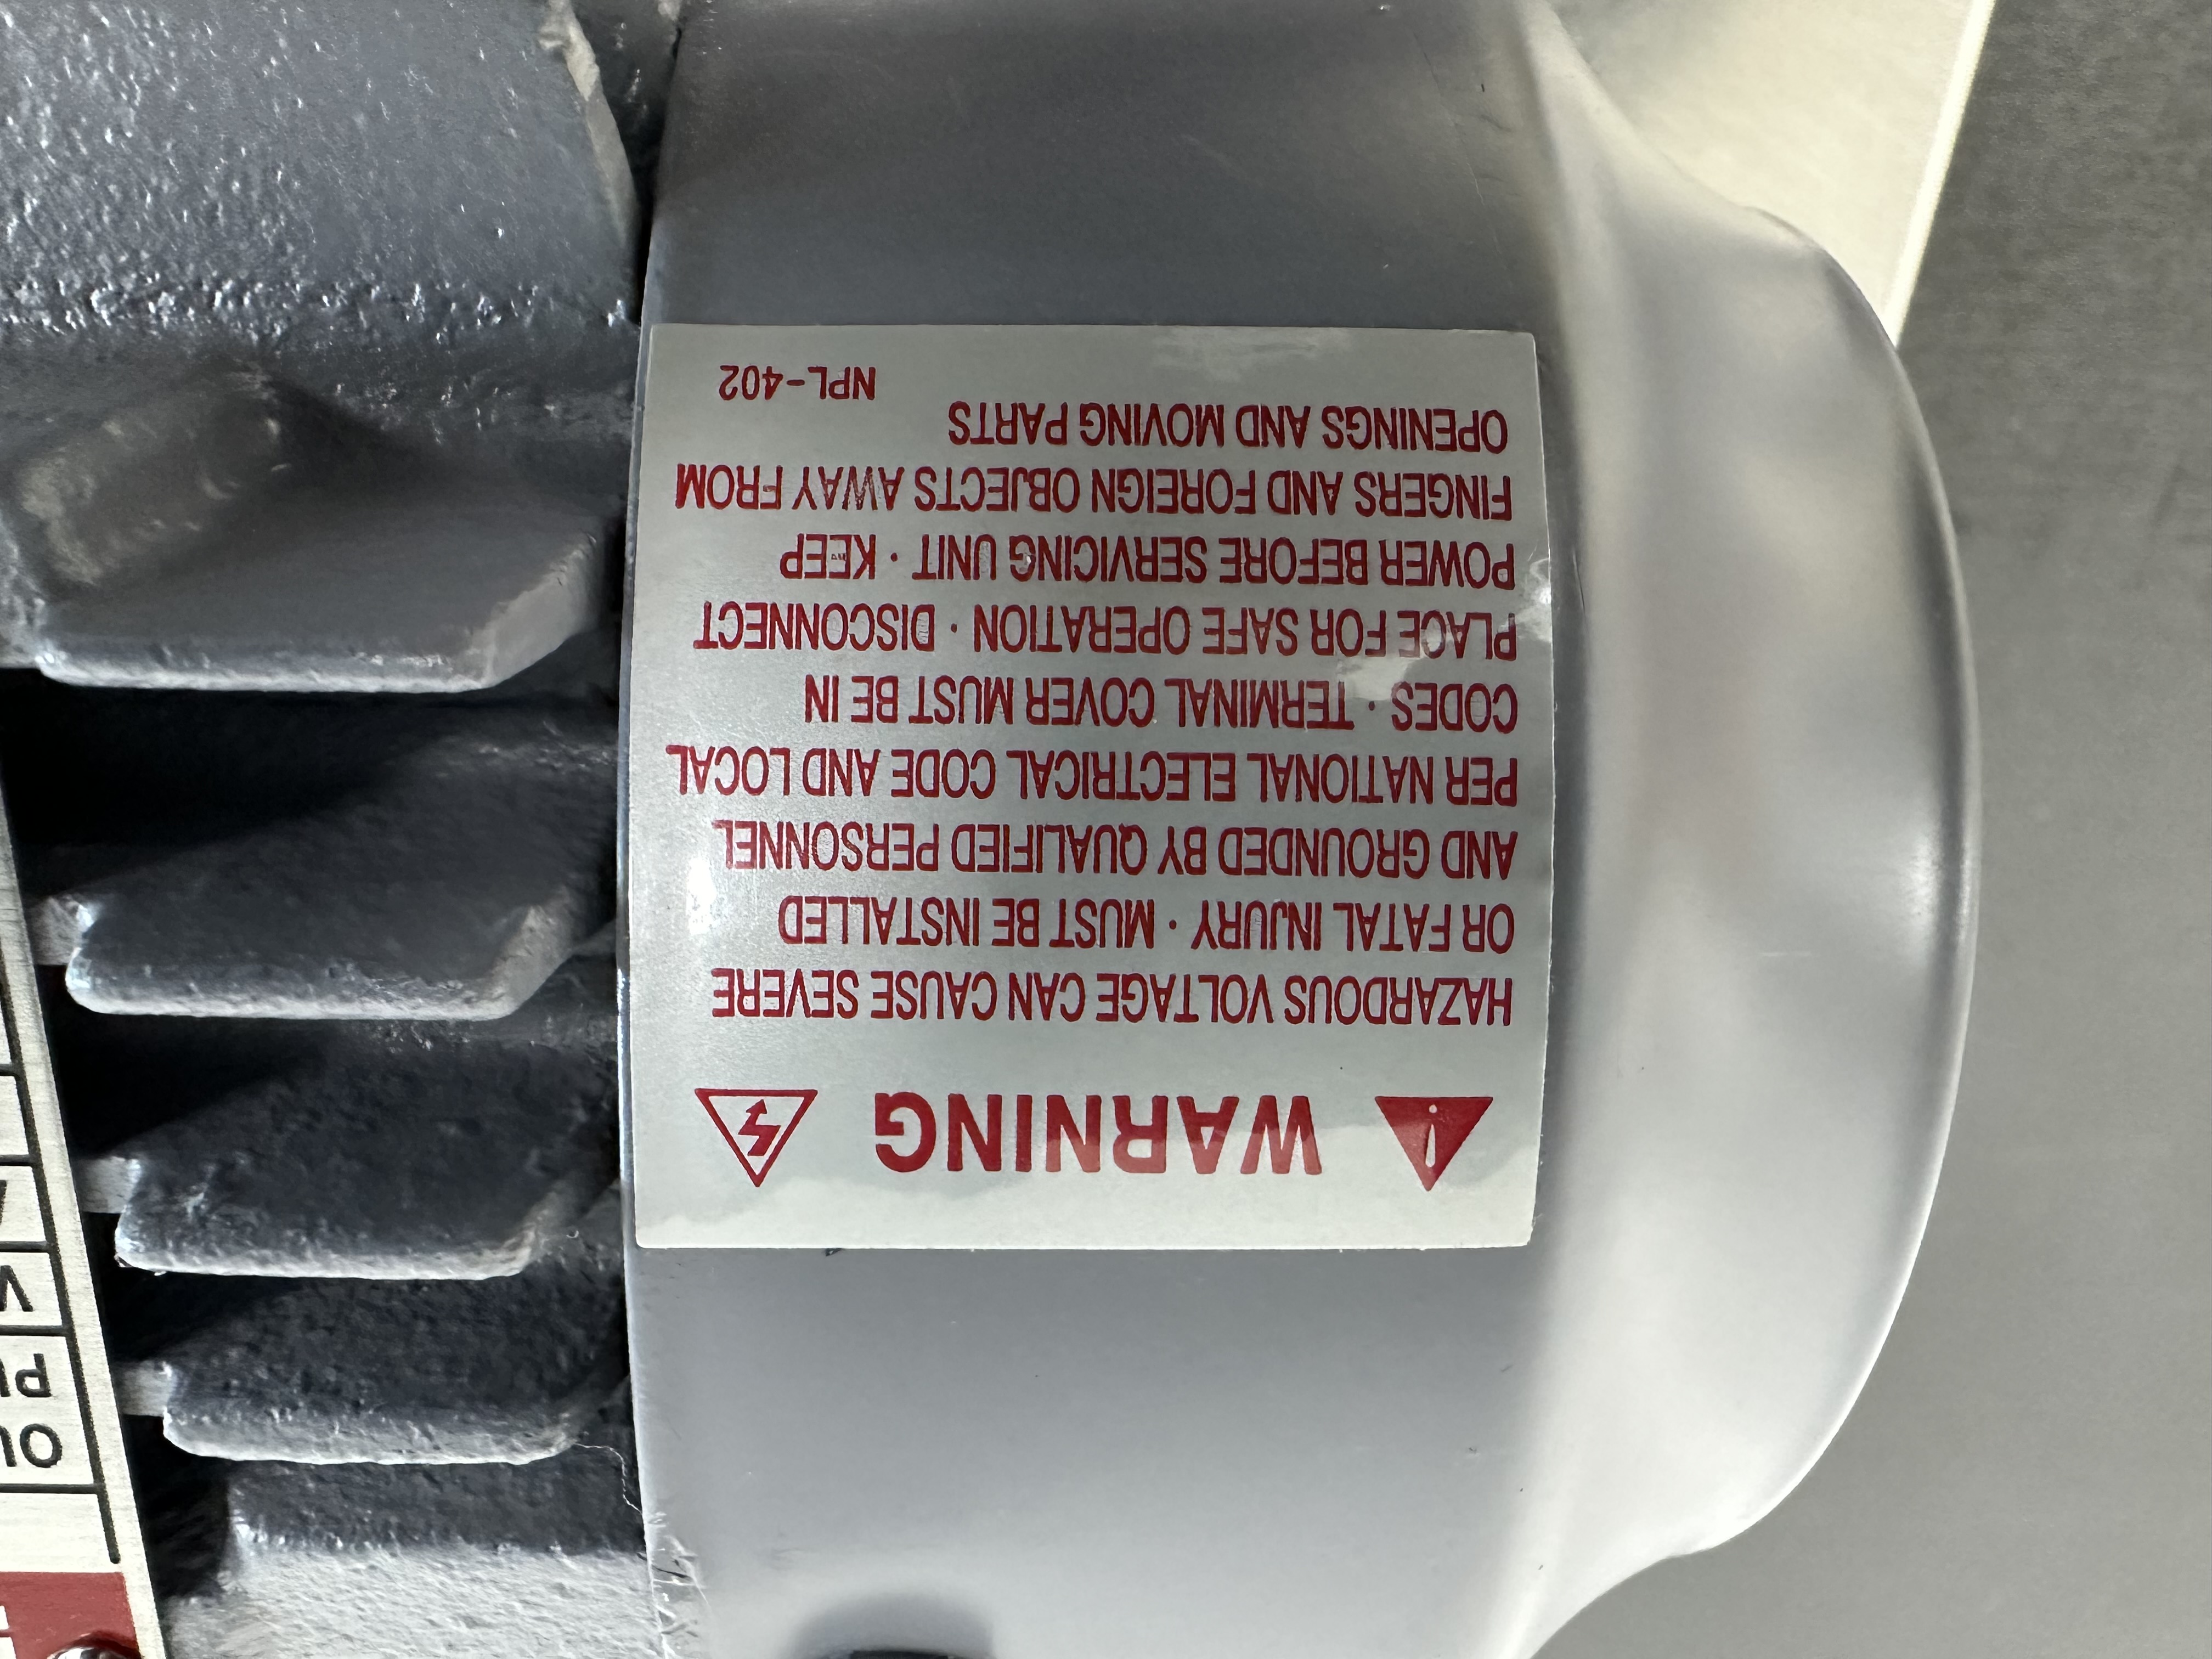 WARNING
HAZARDOUS VOLTAGE CAN CAUSE SEVERE
OR FATAL INJURY · MUST BE INSTALLED
AND GROUNDED BY QUALIFIED PERSONNEL
PER NATIONAL ELECTRICAL CODE AND LOCAL
CODES · TERMINAL COVER MUST BE IN
PLACE FOR SAFE OPERATION · DISCONNECT
POWER BEFORE SERVICING UNIT · KEEP
FINGERS AND FOREIGN OBJECTS AWAY FROM
OPENINGS AND MOVING PARTS
NPL-402